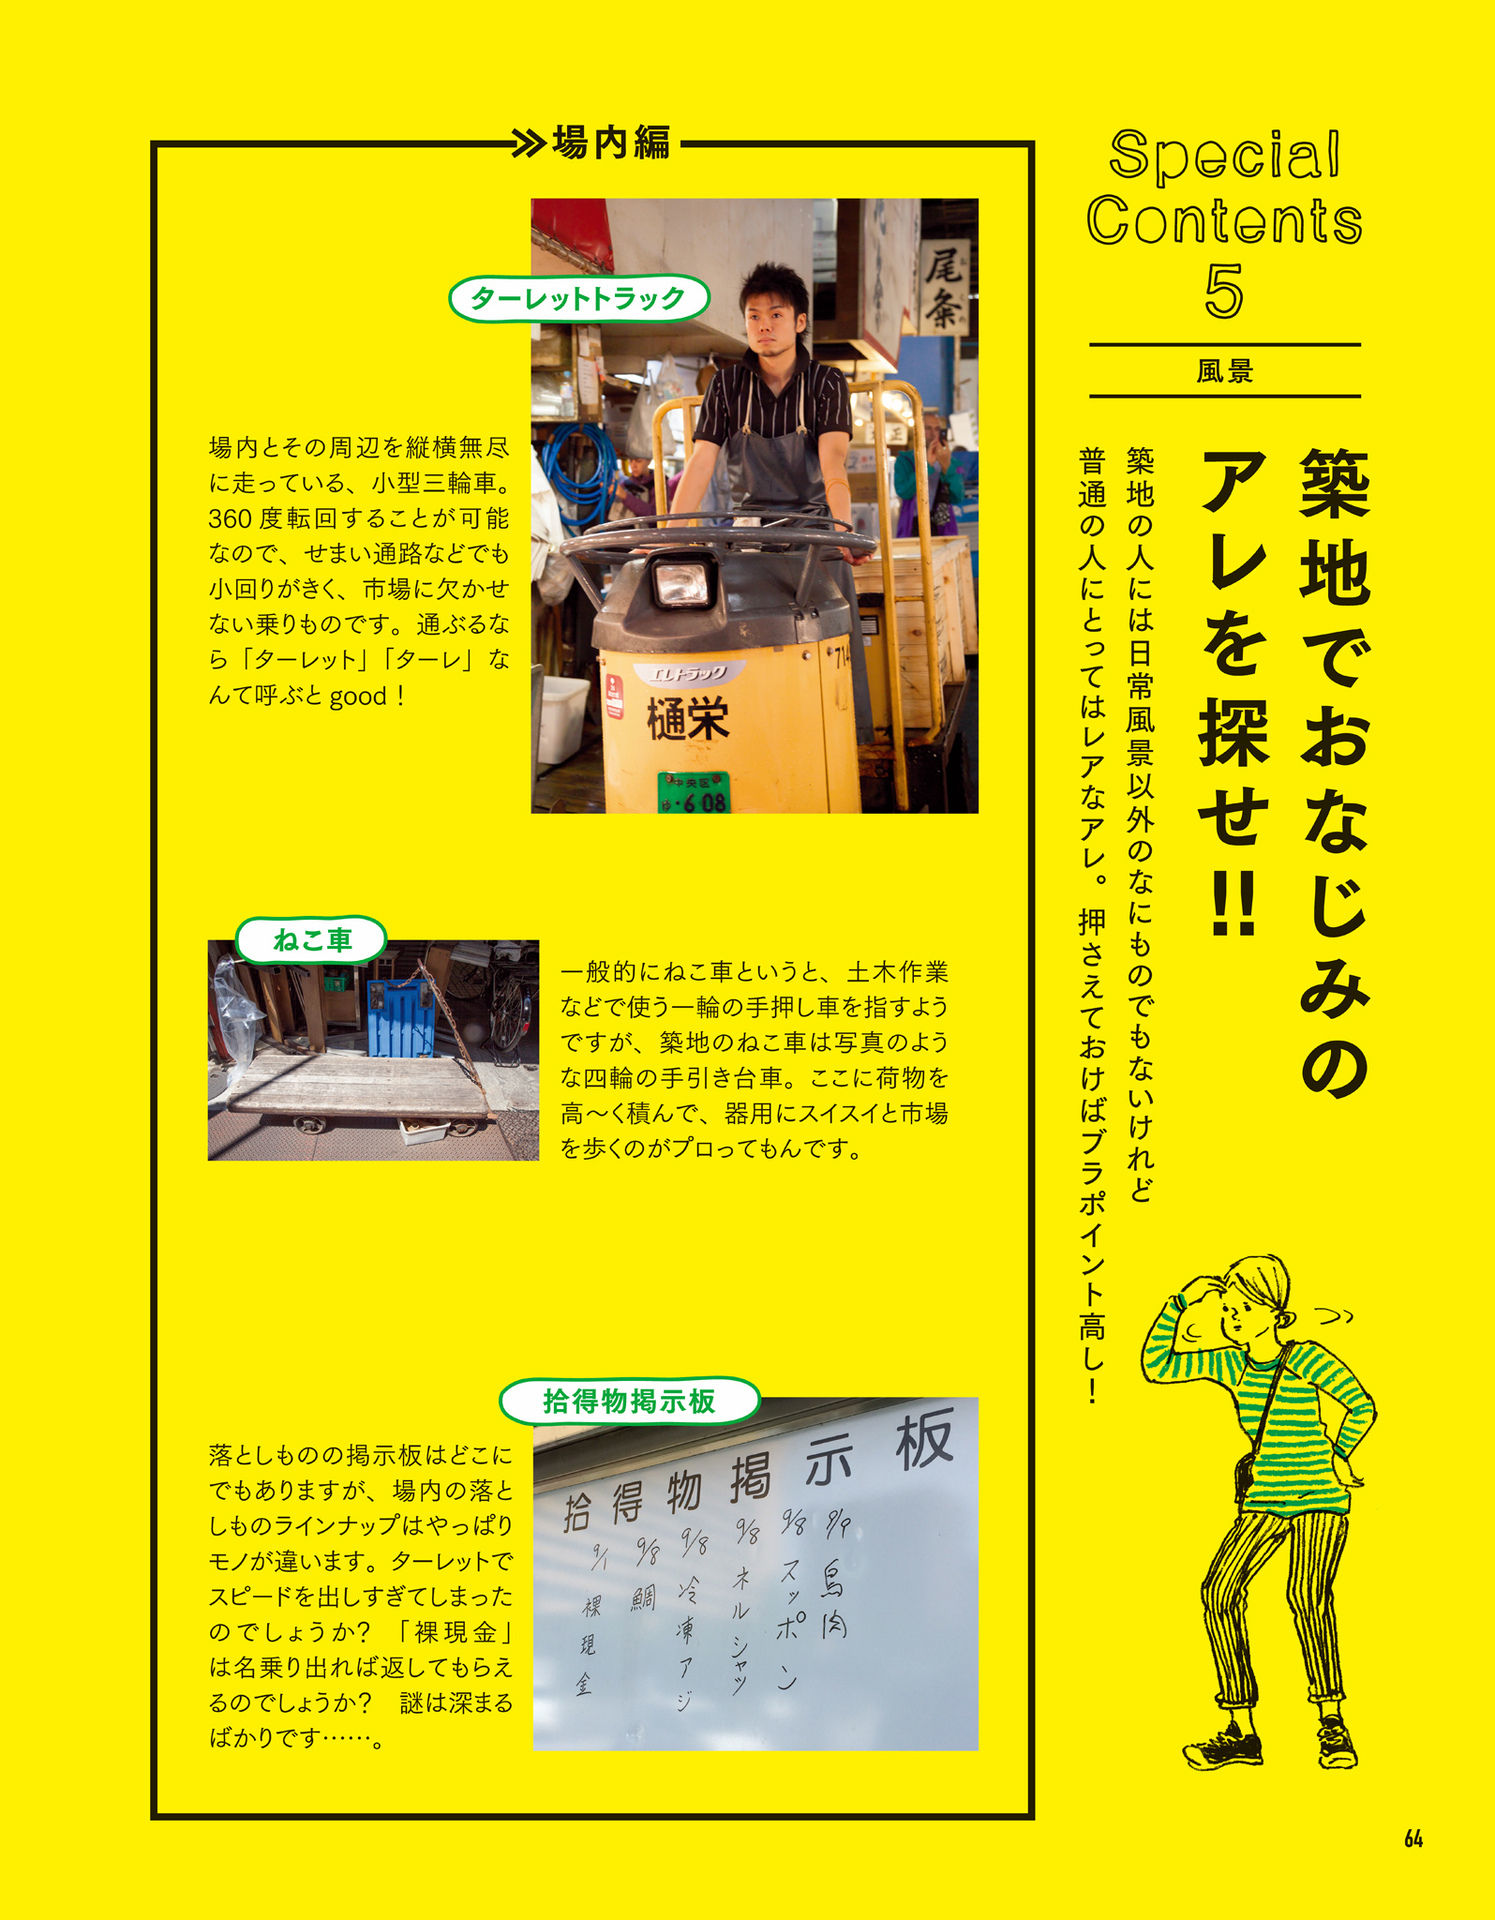 Special
Contents
5
風景
築地でおなじみの
アレを探せ!!
築地の人には日常風景以外のなにものでもないけれど
普通の人にとってはレアなアレ。押さえておけばブラポイント高し！
場内編
ターレットトラック
場内とその周辺を縦横無尽
に走っている、小型三輪車。
360度転回することが可能
なので、せまい通路などでも
小回りがきく、市場に欠かせ
ない乗りものです。通ぶるな
ら「ターレット」「ターレ」な
んて呼ぶと good！
尾粂
エレトラック
樋栄
714
中央区
ゆ・608
ねこ車
一般的にねこ車というと、土木作業
などで使う一輪の手押し車を指すよう
ですが、築地のねこ車は写真のよう
な四輪の手引き台車。ここに荷物を
高〜く積んで、器用にスイスイと市場
を歩くのがプロってもんです。
拾得物掲示板
落としものの掲示板はどこに
でもありますが、場内の落と
しものラインナップはやっぱり
モノが違います。ターレットで
スピードを出しすぎてしまった
のでしょうか？「裸現金」
は名乗り出れば返してもらえ
るのでしょうか？　謎は深まる
ばかりです……。
拾得物掲示板
9/9 鳥肉
9/8 スッポン
9/8 ネルシャツ
9/8 冷凍アジ
9/8 鯛
9/1 裸現金
64